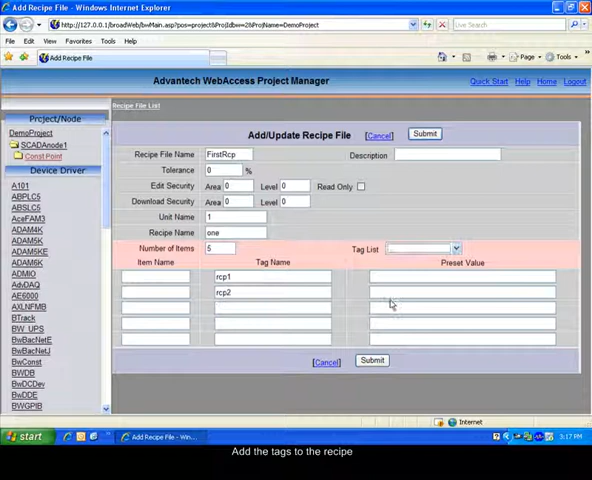 Add Recipe File - Windows Internet Explorer
http://127.0.0.1/broadWeb/bwMain.asp?pos=project&ProjIdbw=2&ProjName=DemoProject
Live Search
File Edit View Favorites Tools Help
Add Recipe File
Page Tools
Advantech WebAccess Project Manager
Quick Start Help Home Logout
Recipe File List
Project/Node
DemoProject
SCADAnode1
Const Point
Device Driver
A101
ABPLC5
ABSLC5
AceFAM3
ADAM4K
ADAM5K
ADAM5KE
ADAM6K
ADMIO
AdvDAQ
AE6000
AXLNFMB
BTrack
BW_UPS
BwBacNetE
BwBacNetJ
BwConst
BWDB
BwDCDev
BwDDE
BWGPIB
Add/Update Recipe File [Cancel] Submit
Recipe File Name FirstRcp Description
Tolerance 0 %
Edit Security Area 0 Level 0 Read Only
Download Security Area 0 Level 0
Unit Name 1
Recipe Name one
Number of Items 5 Tag List
Item Name Tag Name Preset Value
rcp1
rcp2
[Cancel] Submit
Internet
start Add Recipe File - Win... 3:17 PM
Add the tags to the recipe